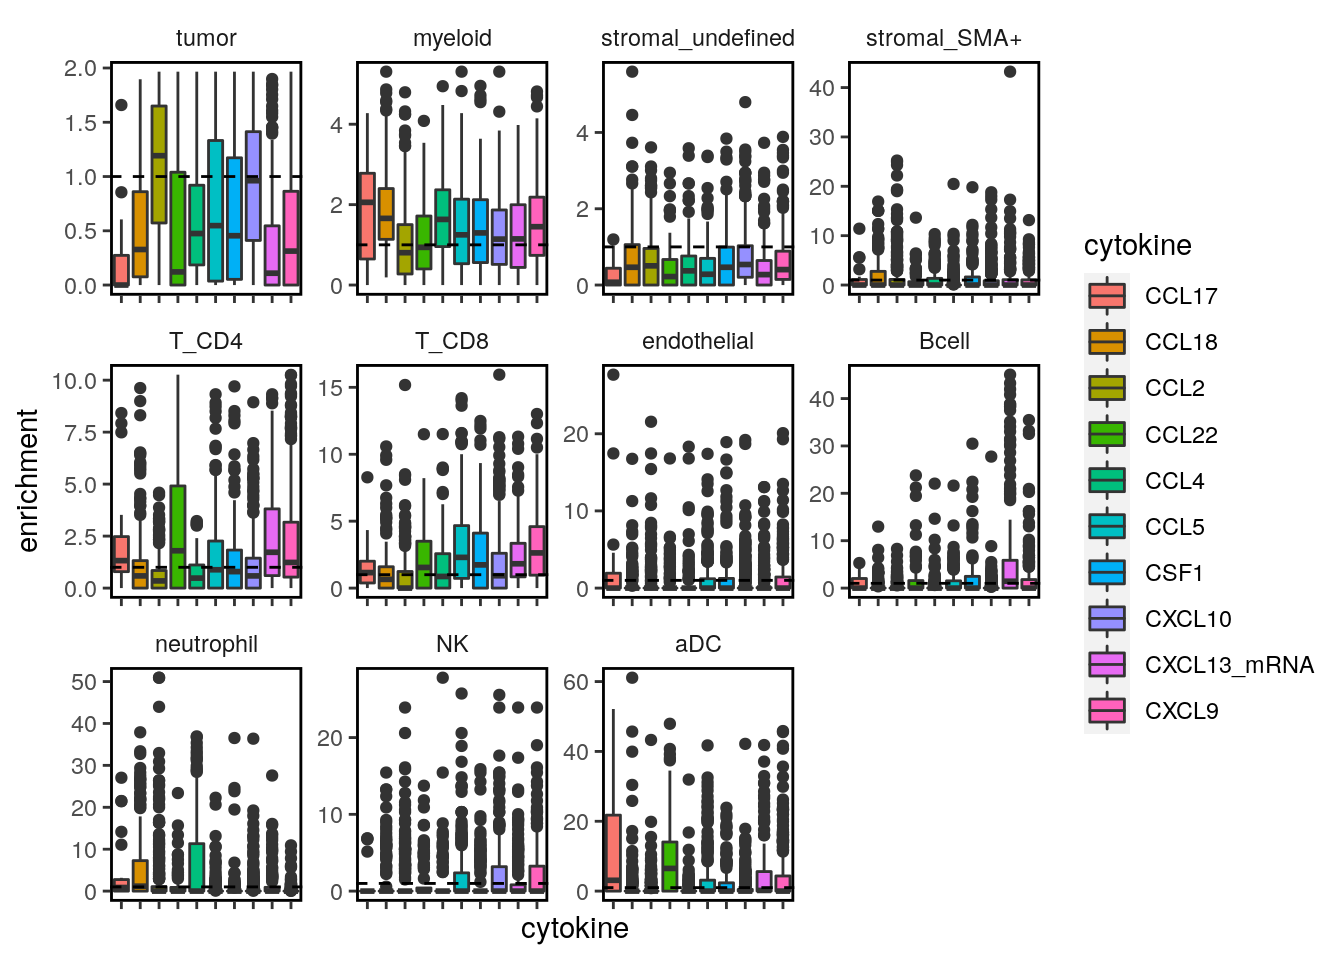 tumor myeloid stromal_undefined stromal_SMA+
2.0
1.5
1.0
0.5
0.0
4
2
0
4
2
0
40
30
20
10
0
T_CD4 T_CD8 endothelial Bcell
10.0
7.5
5.0
2.5
0.0
15
10
5
0
20
10
0
40
30
20
10
0
neutrophil NK aDC
50
40
30
20
10
0
20
10
0
60
40
20
0
enrichment
cytokine
cytokine
CCL17
CCL18
CCL2
CCL22
CCL4
CCL5
CSF1
CXCL10
CXCL13_mRNA
CXCL9